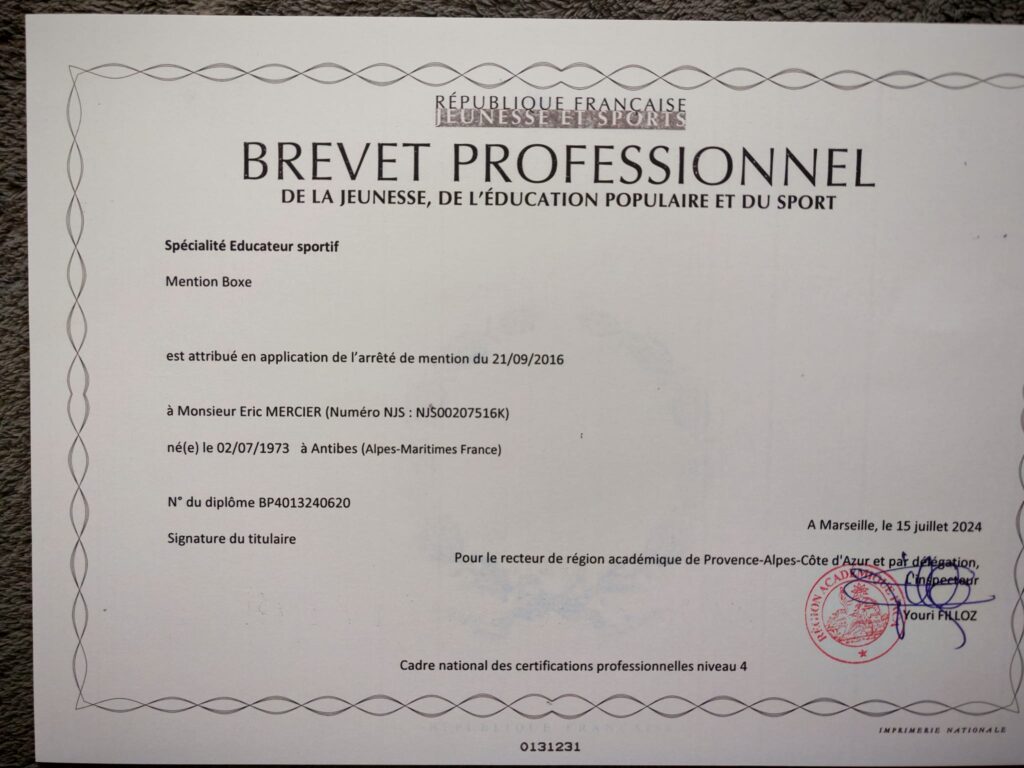 RÉPUBLIQUE FRANÇAISE
JEUNESSE ET SPORTS
BREVET PROFESSIONNEL
DE LA JEUNESSE, DE L'ÉDUCATION POPULAIRE ET DU SPORT
Spécialité Educateur sportif
Mention Boxe
est attribué en application de l'arrêté de mention du 21/09/2016
à Monsieur Eric MERCIER (Numéro NJS : NJS00207516K)
né(e) le 02/07/1973 à Antibes (Alpes-Maritimes France)
N° du diplôme BP4013240620
Signature du titulaire
A Marseille, le 15 juillet 2024
Pour le recteur de région académique de Provence-Alpes-Côte d'Azur et par délégation,
L'inspecteur
RÉGION ACADÉMIQUE
Youri FILLOZ
Cadre national des certifications professionnelles niveau 4
RÉPUBLIQUE FRANÇAISE
IMPRIMERIE NATIONALE
0131231